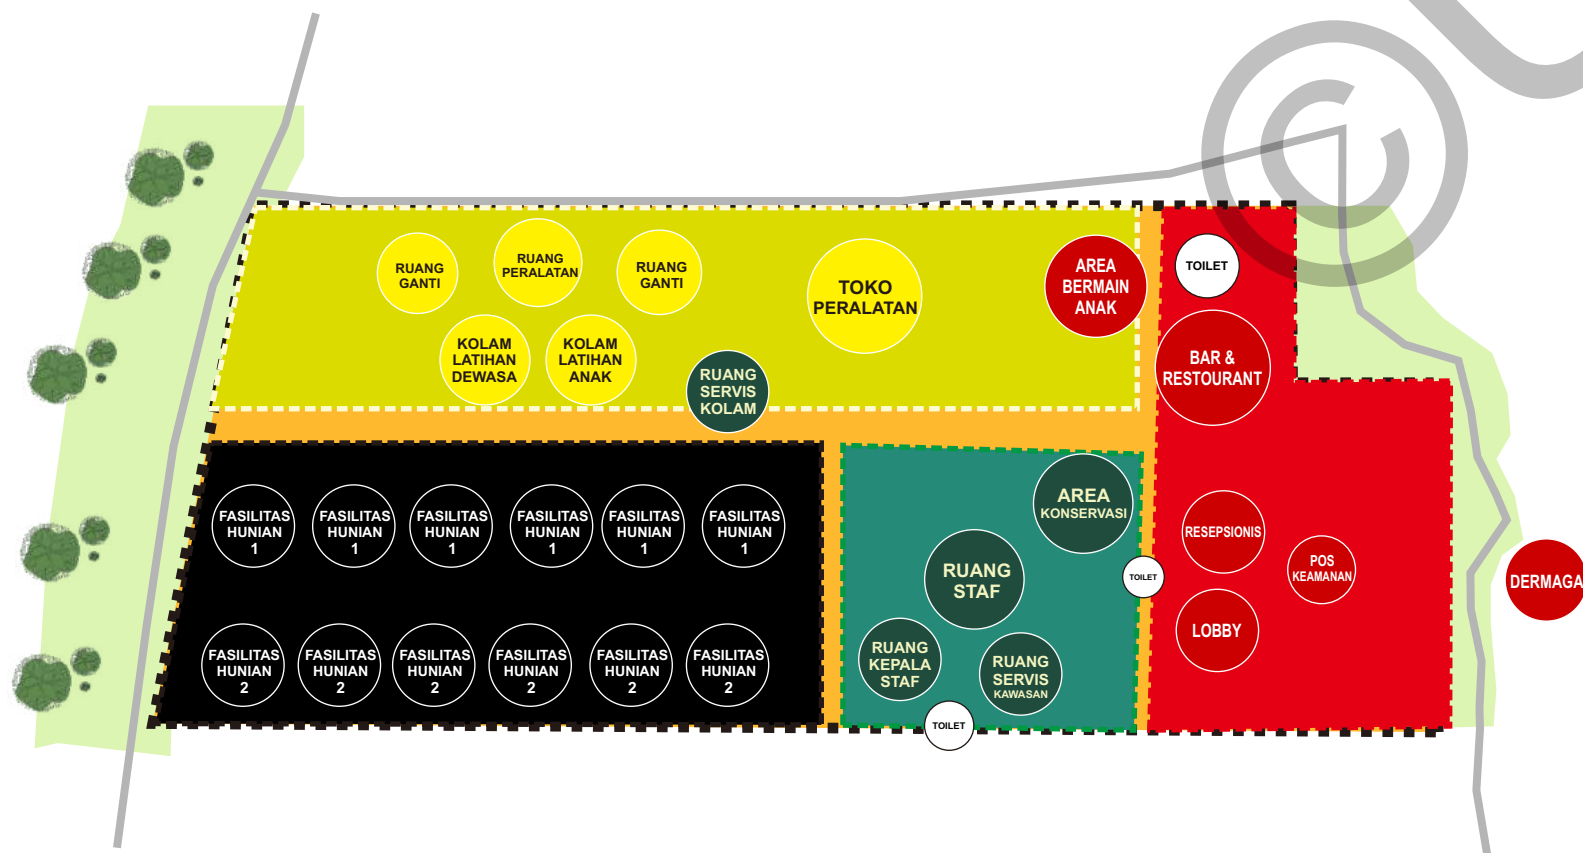 RUANG
GANTI
RUANG
PERALATAN
RUANG
GANTI
TOKO
PERALATAN
AREA
BERMAIN
ANAK
TOILET
KOLAM
LATIHAN
DEWASA
KOLAM
LATIHAN
ANAK
RUANG
SERVIS
KOLAM
BAR &
RESTOURANT
FASILITAS
HUNIAN
1
FASILITAS
HUNIAN
1
FASILITAS
HUNIAN
1
FASILITAS
HUNIAN
1
FASILITAS
HUNIAN
1
FASILITAS
HUNIAN
1
AREA
KONSERVASI
RESEPSIONIS
POS
KEAMANAN
RUANG
STAF
TOILET
DERMAGA
LOBBY
FASILITAS
HUNIAN
2
FASILITAS
HUNIAN
2
FASILITAS
HUNIAN
2
FASILITAS
HUNIAN
2
FASILITAS
HUNIAN
2
FASILITAS
HUNIAN
2
RUANG
KEPALA
STAF
RUANG
SERVIS
KAWASAN
TOILET